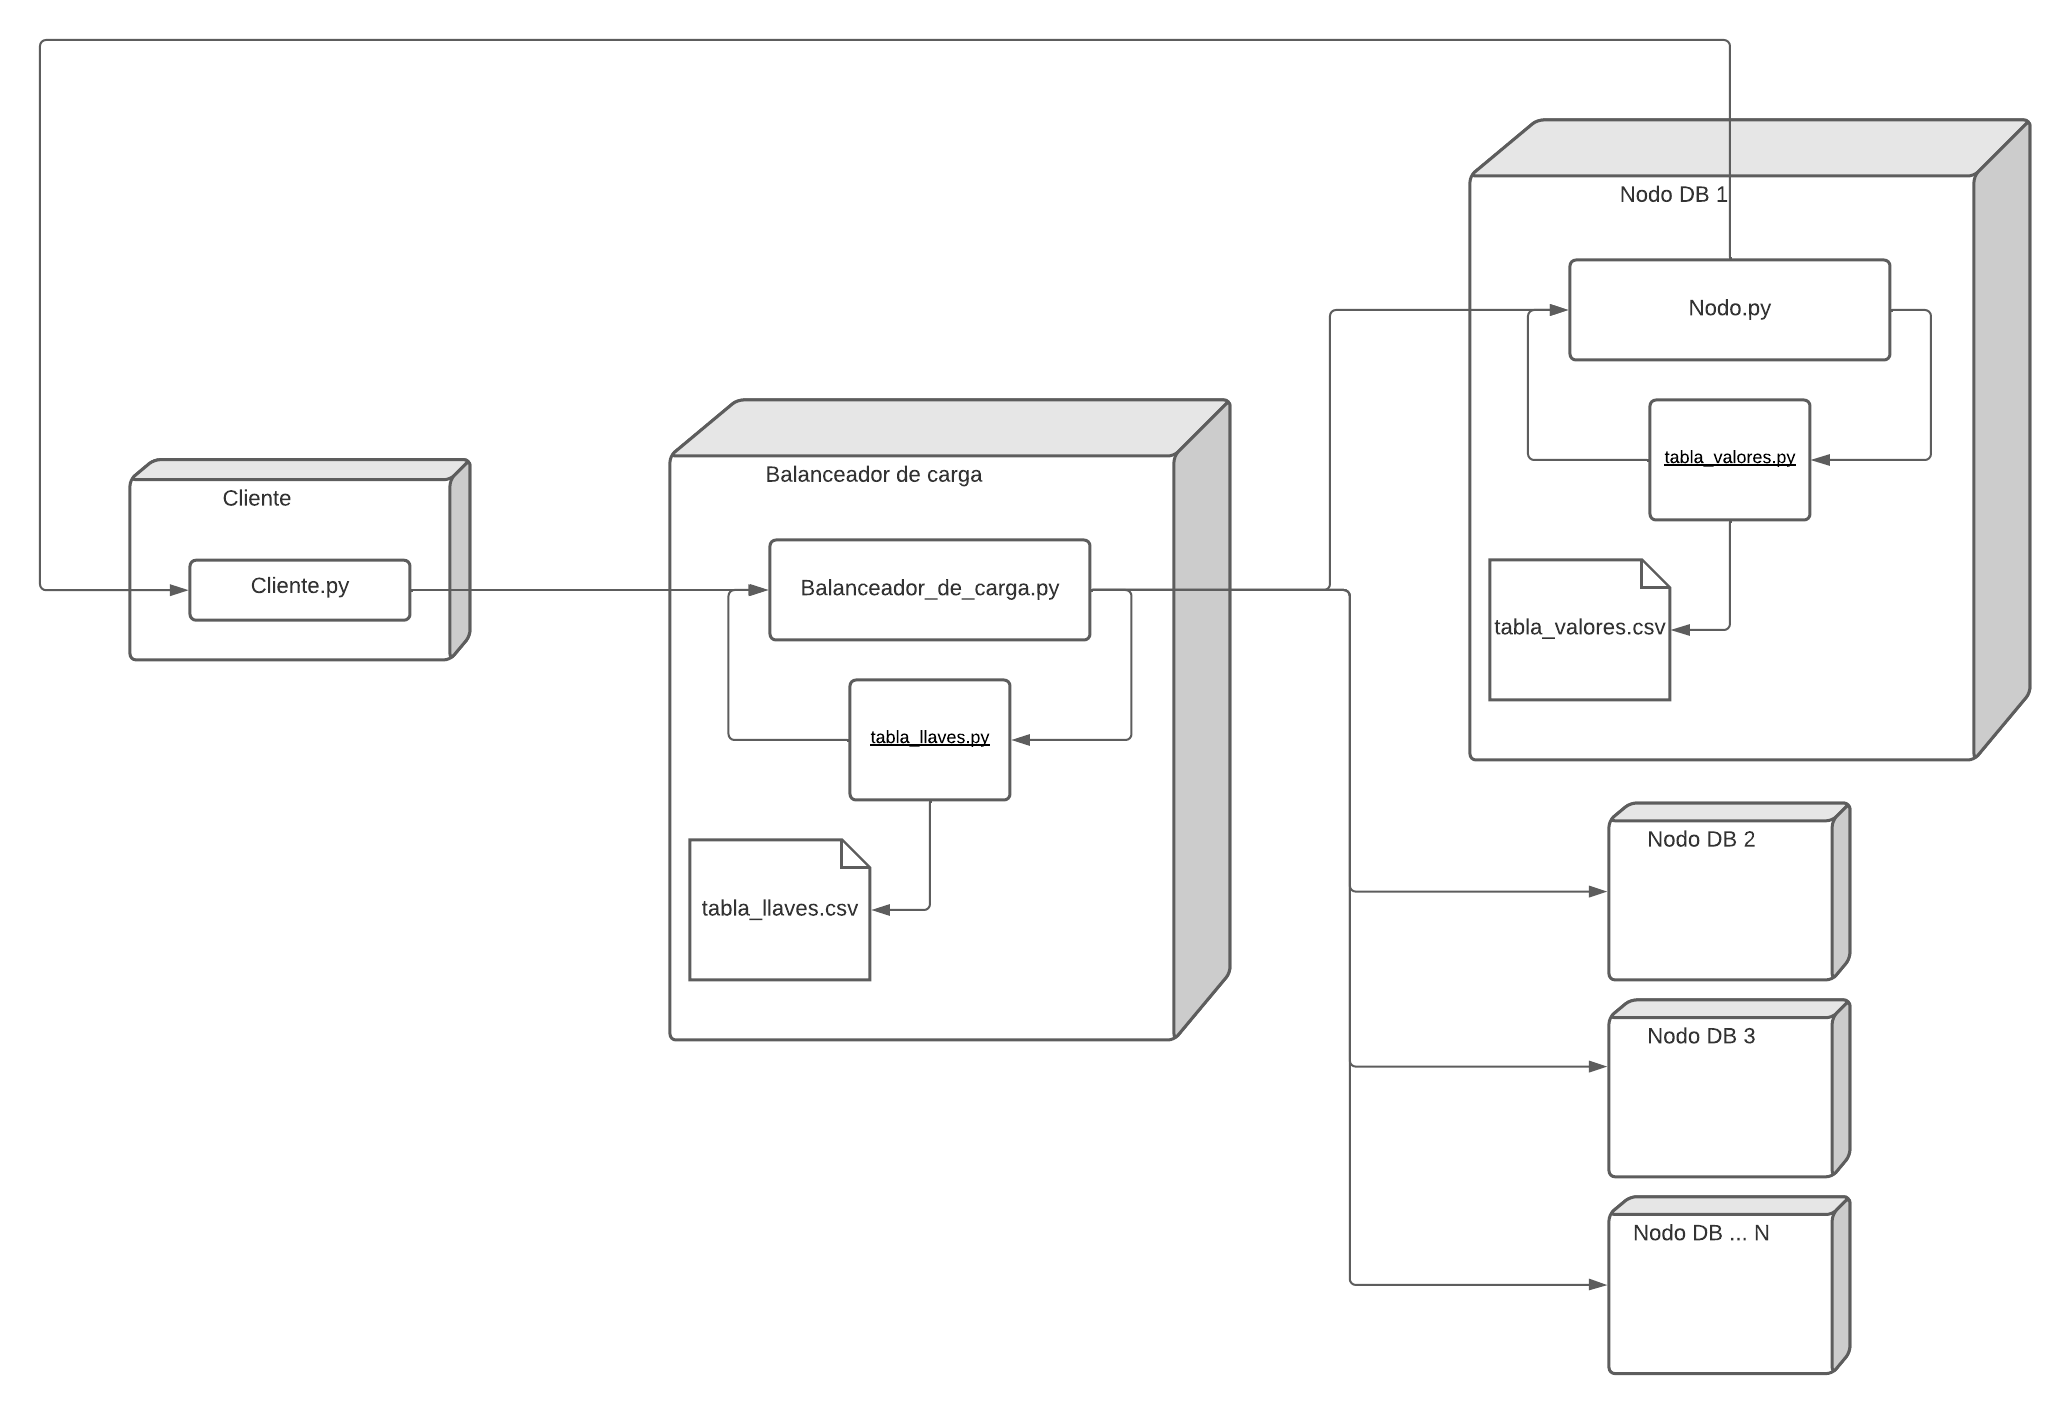 Nodo DB 1
Nodo.py
tabla_valores.py
tabla_valores.csv
Balanceador de carga
Balanceador_de_carga.py
tabla_llaves.py
tabla_llaves.csv
Cliente
Cliente.py
Nodo DB 2
Nodo DB 3
Nodo DB ... N